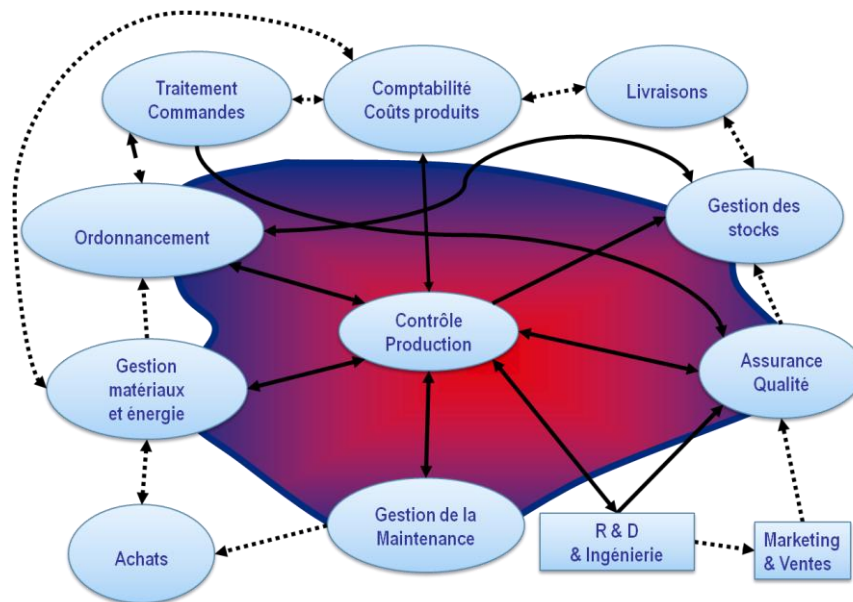 Traitement
Commandes
Comptabilité
Coûts produits
Livraisons
Ordonnancement
Gestion des
stocks
Contrôle
Production
Gestion
matériaux
et énergie
Assurance
Qualité
Achats
Gestion de la
Maintenance
R & D
& Ingénierie
Marketing
& Ventes